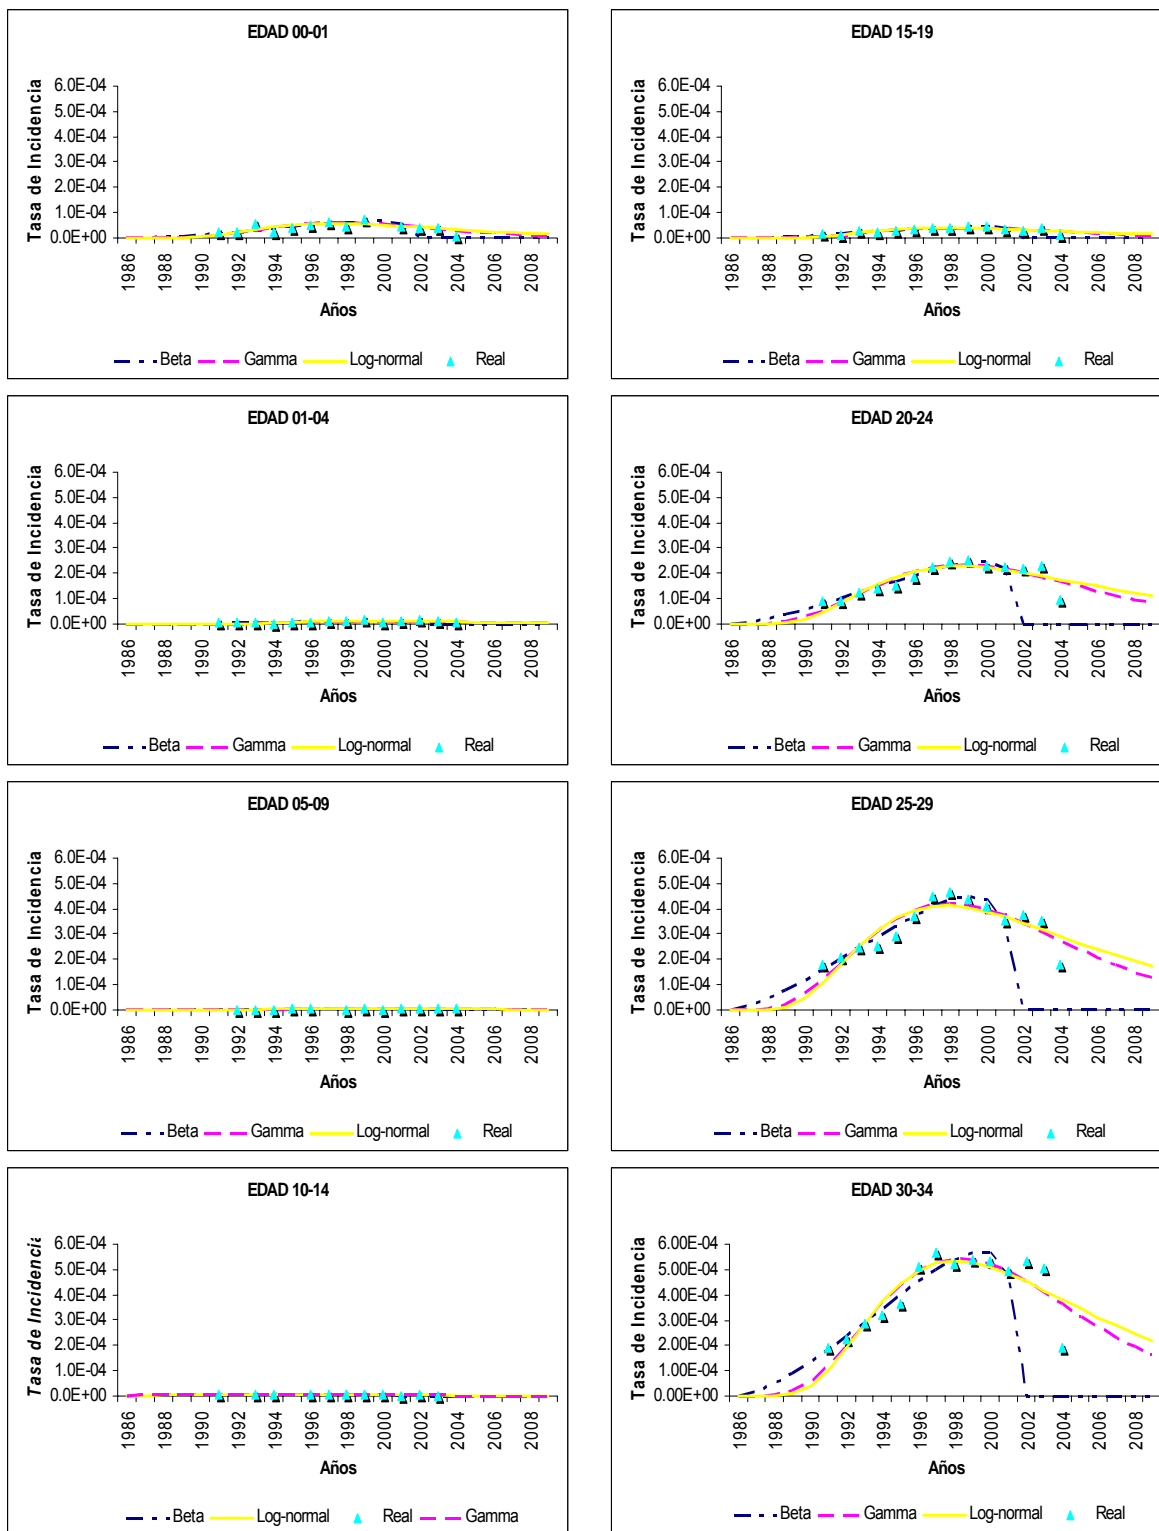 EDAD 00-01
Tasa de Incidencia
6.0E-04
5.0E-04
4.0E-04
3.0E-04
2.0E-04
1.0E-04
0.0E+00
1986 1988 1990 1992 1994 1996 1998 2000 2002 2004 2006 2008
Años
Beta Gamma Log-normal Real
EDAD 15-19
Tasa de Incidencia
6.0E-04
5.0E-04
4.0E-04
3.0E-04
2.0E-04
1.0E-04
0.0E+00
1986 1988 1990 1992 1994 1996 1998 2000 2002 2004 2006 2008
Años
Beta Gamma Log-normal Real
EDAD 01-04
Tasa de Incidencia
6.0E-04
5.0E-04
4.0E-04
3.0E-04
2.0E-04
1.0E-04
0.0E+00
1986 1988 1990 1992 1994 1996 1998 2000 2002 2004 2006 2008
Años
Beta Gamma Log-normal Real
EDAD 20-24
Tasa de Incidencia
6.0E-04
5.0E-04
4.0E-04
3.0E-04
2.0E-04
1.0E-04
0.0E+00
1986 1988 1990 1992 1994 1996 1998 2000 2002 2004 2006 2008
Años
Beta Gamma Log-normal Real
EDAD 05-09
Tasa de Incidencia
6.0E-04
5.0E-04
4.0E-04
3.0E-04
2.0E-04
1.0E-04
0.0E+00
1986 1988 1990 1992 1994 1996 1998 2000 2002 2004 2006 2008
Años
Beta Gamma Log-normal Real
EDAD 25-29
Tasa de Incidencia
6.0E-04
5.0E-04
4.0E-04
3.0E-04
2.0E-04
1.0E-04
0.0E+00
1986 1988 1990 1992 1994 1996 1998 2000 2002 2004 2006 2008
Años
Beta Gamma Log-normal Real
EDAD 10-14
Tasa de Incidencia
6.0E-04
5.0E-04
4.0E-04
3.0E-04
2.0E-04
1.0E-04
0.0E+00
1986 1988 1990 1992 1994 1996 1998 2000 2002 2004 2006 2008
Años
Beta Log-normal Real Gamma
EDAD 30-34
Tasa de Incidencia
6.00E-04
5.00E-04
4.00E-04
3.00E-04
2.00E-04
1.00E-04
0.00E+00
1986 1988 1990 1992 1994 1996 1998 2000 2002 2004 2006 2008
Años
Beta Gamma Log-normal Real